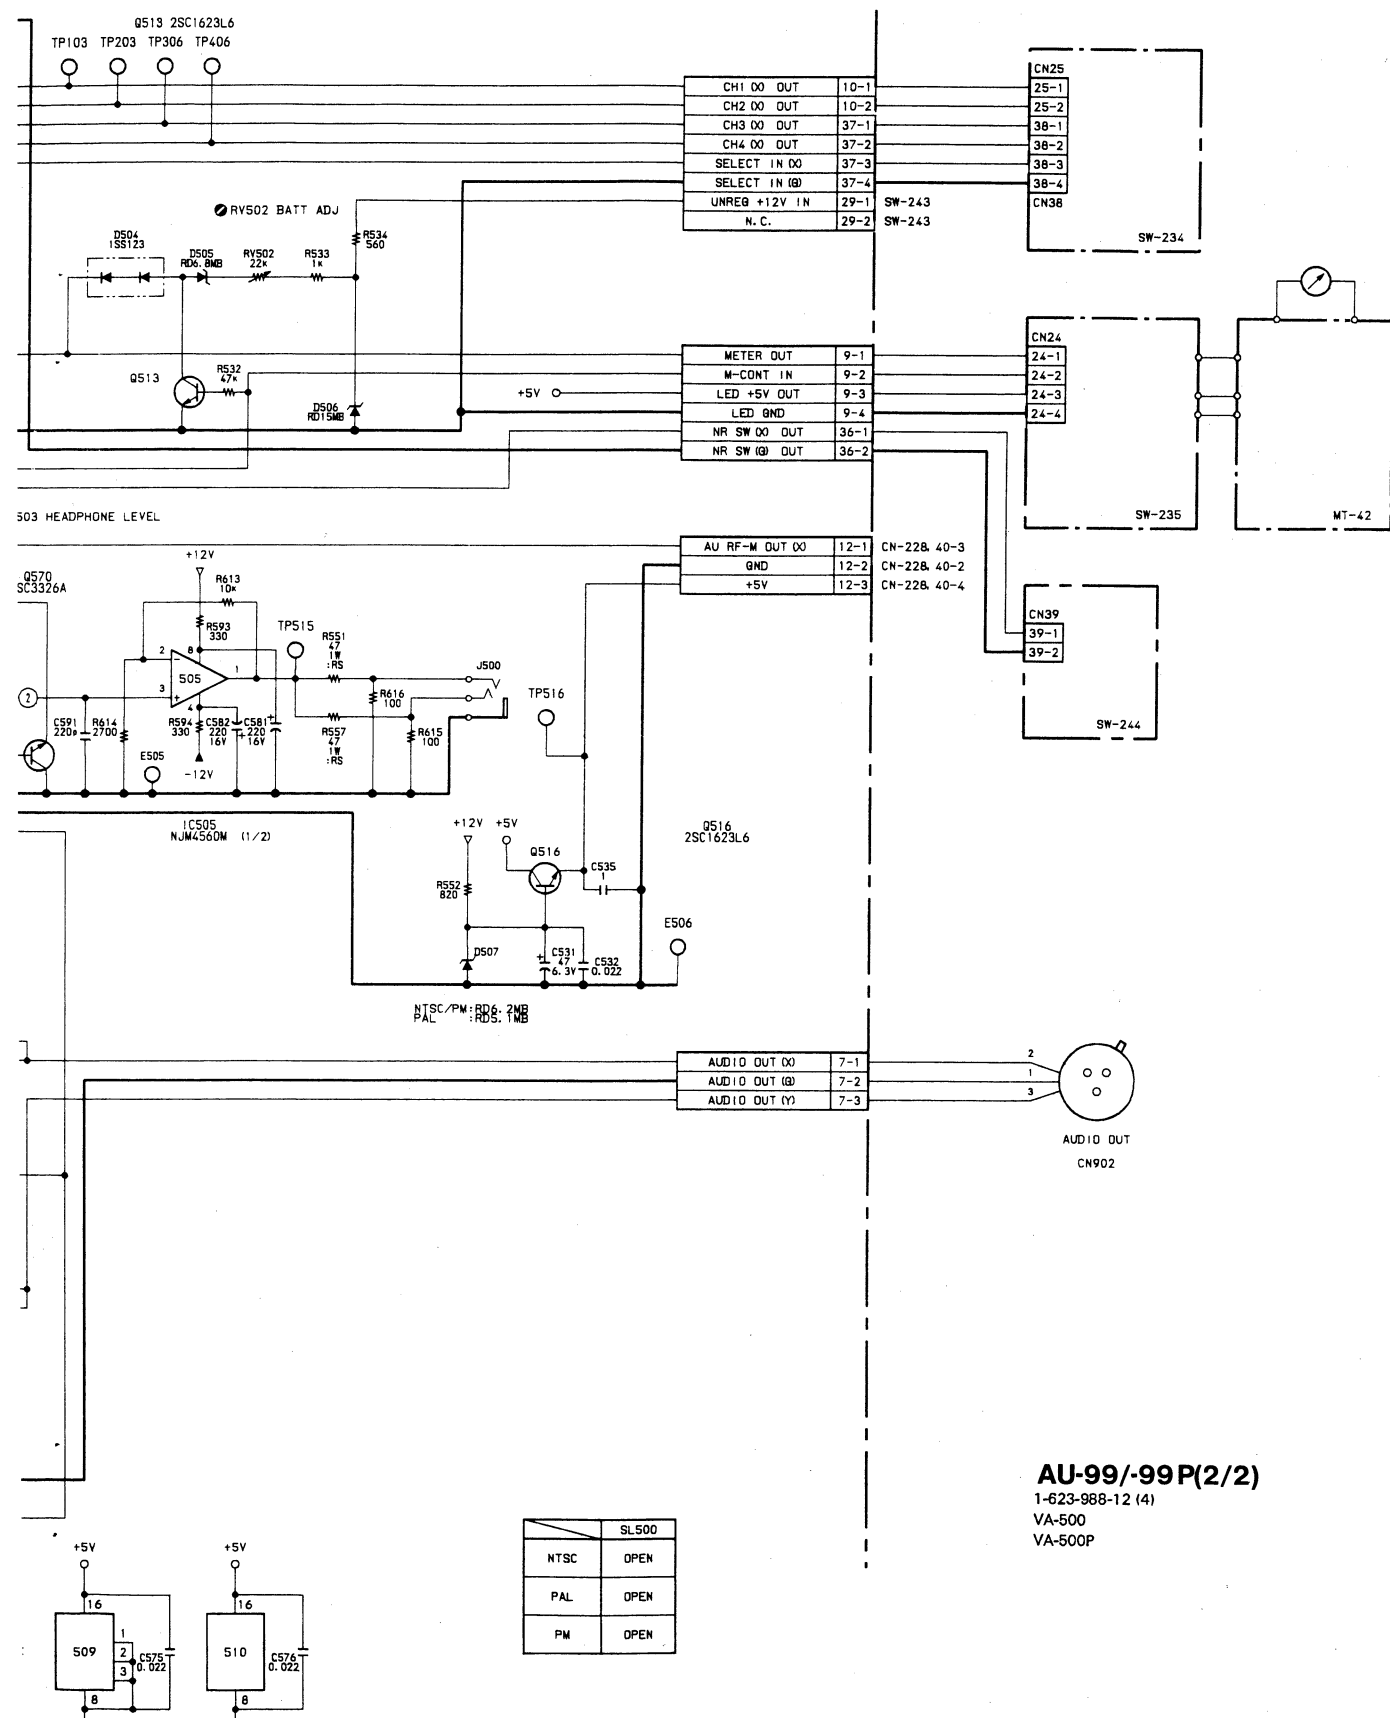 Q513 2SC1623L6
TP103 TP203 TP306 TP406
CH1 (X) OUT 10-1
CH2 (X) OUT 10-2
CH3 (X) OUT 37-1
CH4 (X) OUT 37-2
SELECT IN (X) 37-3
SELECT IN (G) 37-4
UNREG +12V IN 29-1 SW-243
N.C. 29-2 SW-243
CN25
25-1
25-2
38-1
38-2
38-3
38-4
CN38
SW-234
RV502 BATT ADJ
R534
560
D504
1SS123
D505
RD6.8MB
RV502
22K
R533
1K
Q513
R532
47K
D506
RD15MB
+5V
METER OUT 9-1
M-CONT IN 9-2
LED +5V OUT 9-3
LED GND 9-4
NR SW (X) OUT 36-1
NR SW (G) OUT 36-2
CN24
24-1
24-2
24-3
24-4
SW-235
MT-42
503 HEADPHONE LEVEL
AU RF-M OUT (X) 12-1 CN-228, 40-3
GND 12-2 CN-228, 40-2
+5V 12-3 CN-228, 40-4
CN39
39-1
39-2
SW-244
Q570
SC3326A
+12V
R613
10K
R593
330
TP515
R551
47
1W
:RS
2 8
505
1
3
4
2
J500
R616
100
TP516
C591
220P
R614
2700
R594
330
C582
220
16V
C581
220
16V
R557
47
1W
:RS
R615
100
E505
-12V
IC505
NJM4560M (1/2)
+12V +5V
Q516
Q516
2SC1623L6
R552
820
C535
1
E506
D507
C531
47
6.3V
C532
0.022
NTSC/PM:RD6.2MB
PAL :RD5.1MB
AUDIO OUT (X) 7-1
AUDIO OUT (G) 7-2
AUDIO OUT (Y) 7-3
2
1
3
AUDIO OUT
CN902
AU-99/-99P(2/2)
1-623-988-12 (4)
VA-500
VA-500P
SL500
NTSC OPEN
PAL OPEN
PM OPEN
+5V
16
509
1
2
3
8
C575
0.022
+5V
16
510
8
C576
0.022